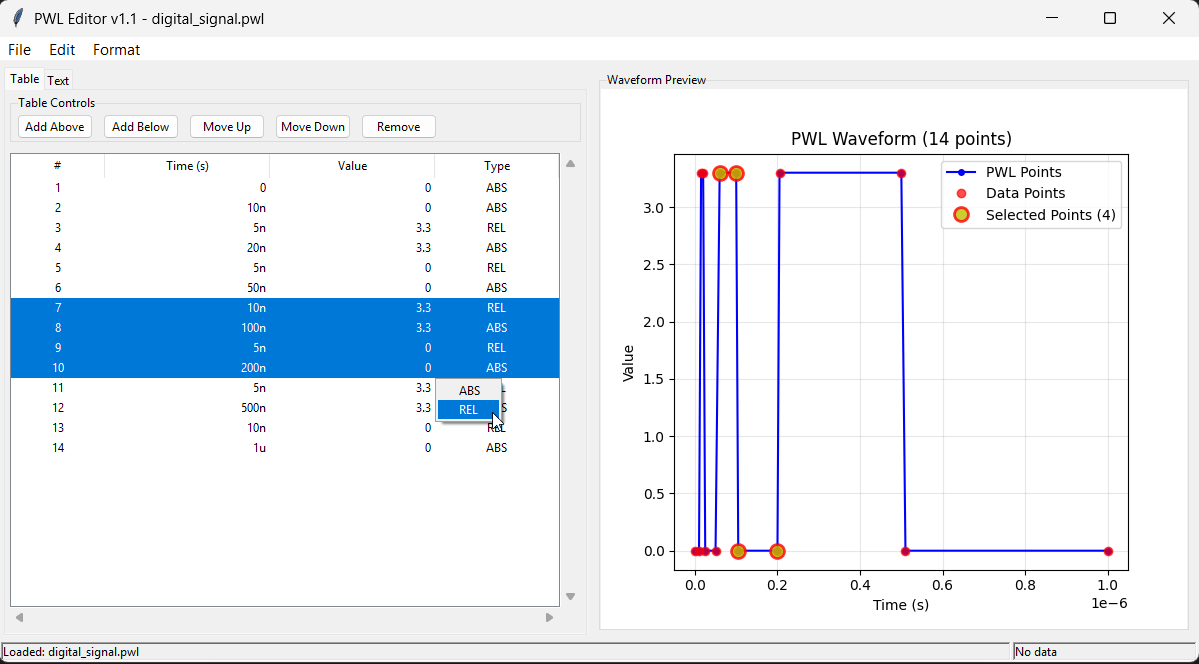 PWL Editor v1.1 - digital_signal.pwl
File Edit Format
Table Text
Table Controls
Add Above Add Below Move Up Move Down Remove
# Time (s) Value Type
1 0 0 ABS
2 10n 0 ABS
3 5n 3.3 REL
4 20n 3.3 ABS
5 5n 0 REL
6 50n 0 ABS
7 10n 3.3 REL
8 100n 3.3 ABS
9 5n 0 REL
10 200n 0 ABS
11 5n 3.3
12 500n 3.3
13 10n 0 REL
14 1u 0 ABS
ABS
REL
Waveform Preview
PWL Waveform (14 points)
PWL Points
Data Points
Selected Points (4)
Value
3.0
2.5
2.0
1.5
1.0
0.5
0.0
0.0 0.2 0.4 0.6 0.8 1.0
1e−6
Time (s)
Loaded: digital_signal.pwl
No data